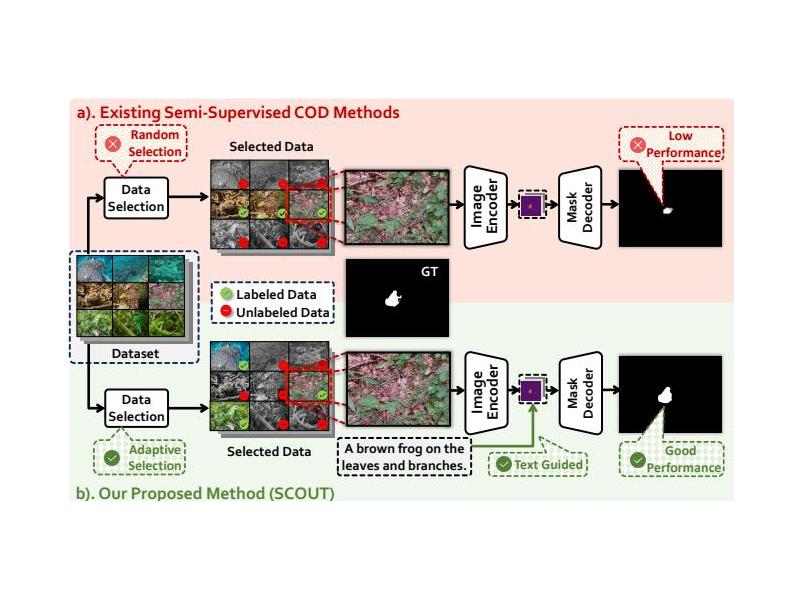 a). Existing Semi-Supervised COD Methods
Random
Selection
Data
Selection
Selected Data
Image
Encoder
Mask
Decoder
Low
Performance
GT
Labeled Data
Unlabeled Data
Dataset
Data
Selection
Adaptive
Selection
Selected Data
A brown frog on the
leaves and branches.
Image
Encoder
Text Guided
Mask
Decoder
Good
Performance
b). Our Proposed Method (SCOUT)